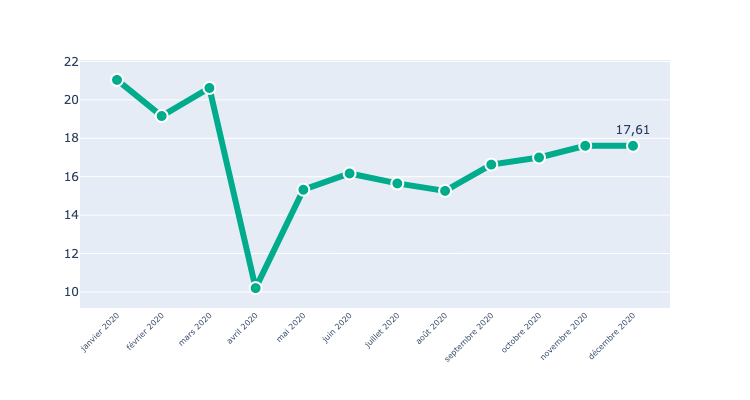 22
20
18
16
14
12
10
17,61
janvier 2020
février 2020
mars 2020
avril 2020
mai 2020
juin 2020
juillet 2020
août 2020
septembre 2020
octobre 2020
novembre 2020
décembre 2020